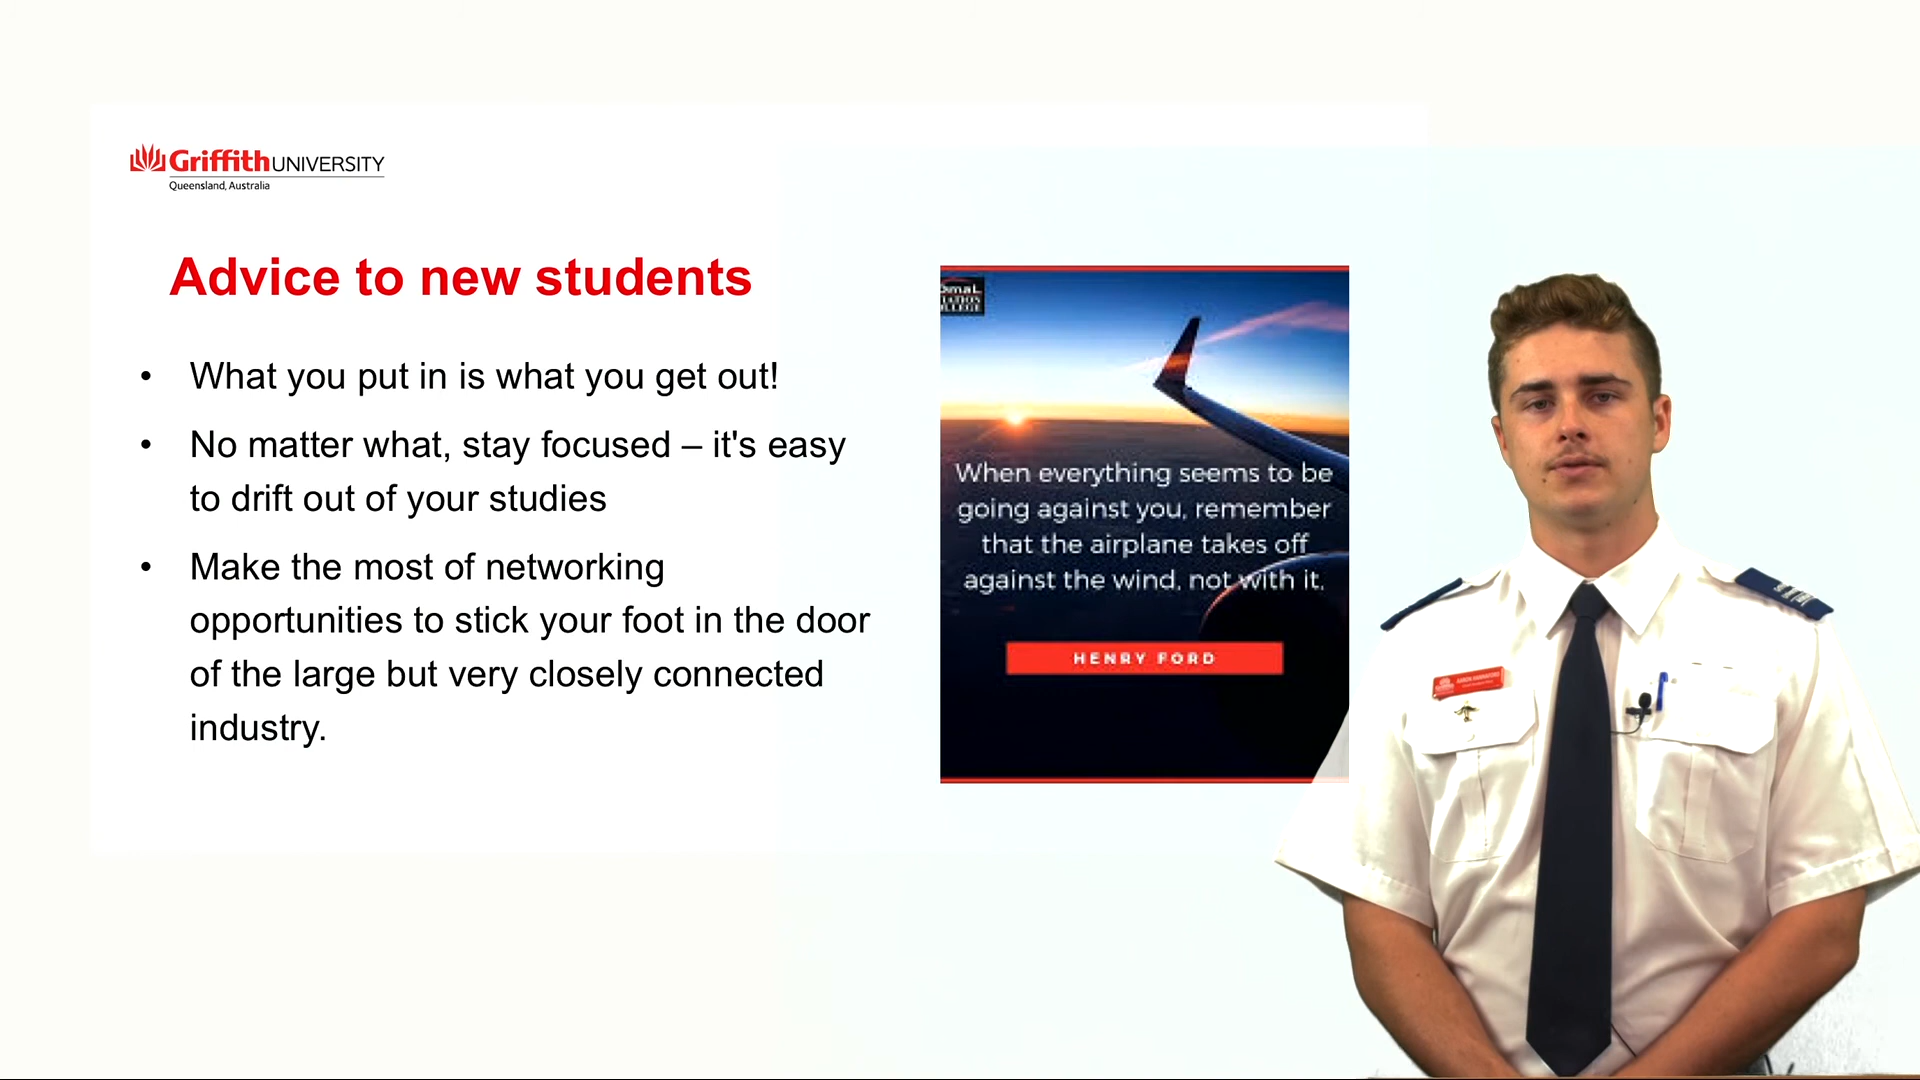 Griffith UNIVERSITY
Queensland, Australia
Advice to new students
• What you put in is what you get out!
• No matter what, stay focused – it's easy
to drift out of your studies
• Make the most of networking
opportunities to stick your foot in the door
of the large but very closely connected
industry.
When everything seems to be
going against you, remember
that the airplane takes off
against the wind, not with it.
HENRY FORD